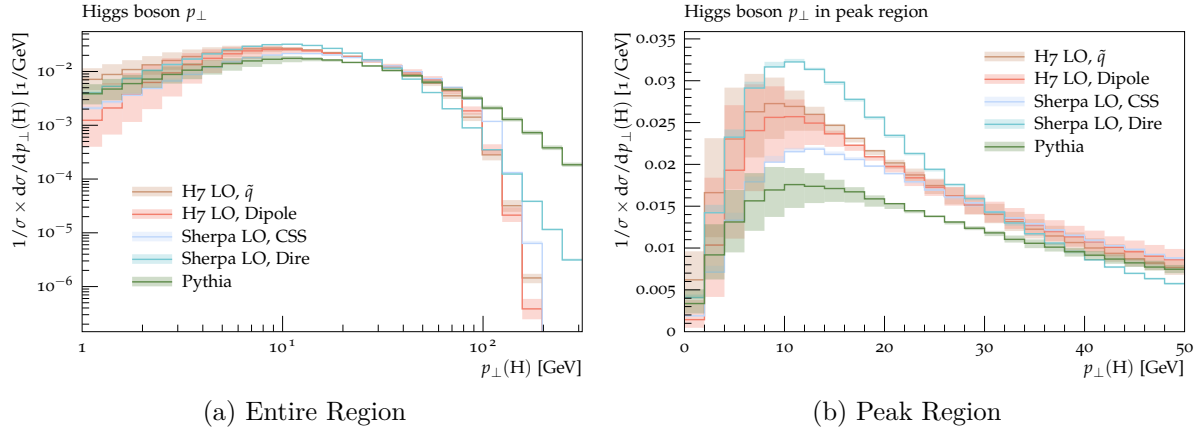 Higgs boson p⊥
1/σ × dσ/dp⊥(H) [1/GeV]
10⁻²
10⁻³
10⁻⁴
10⁻⁵
10⁻⁶
H7 LO, q̃
H7 LO, Dipole
Sherpa LO, CSS
Sherpa LO, Dire
Pythia
1 10¹ 10²
p⊥(H) [GeV]
(a) Entire Region
Higgs boson p⊥ in peak region
1/σ × dσ/dp⊥(H) [1/GeV]
0.035
0.03
0.025
0.02
0.015
0.01
0.005
0
H7 LO, q̃
H7 LO, Dipole
Sherpa LO, CSS
Sherpa LO, Dire
Pythia
0 10 20 30 40 50
p⊥(H) [GeV]
(b) Peak Region